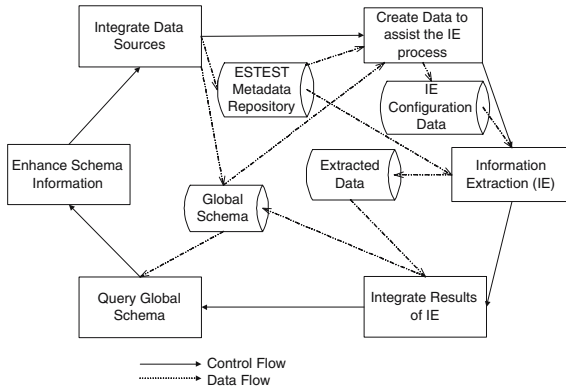 Integrate Data
Sources
Create Data to
assist the IE
process
ESTEST
Metadata
Repository
IE
Configuration
Data
Enhance Schema
Information
Extracted
Data
Information
Extraction (IE)
Global
Schema
Query Global
Schema
Integrate Results
of IE
Control Flow
Data Flow